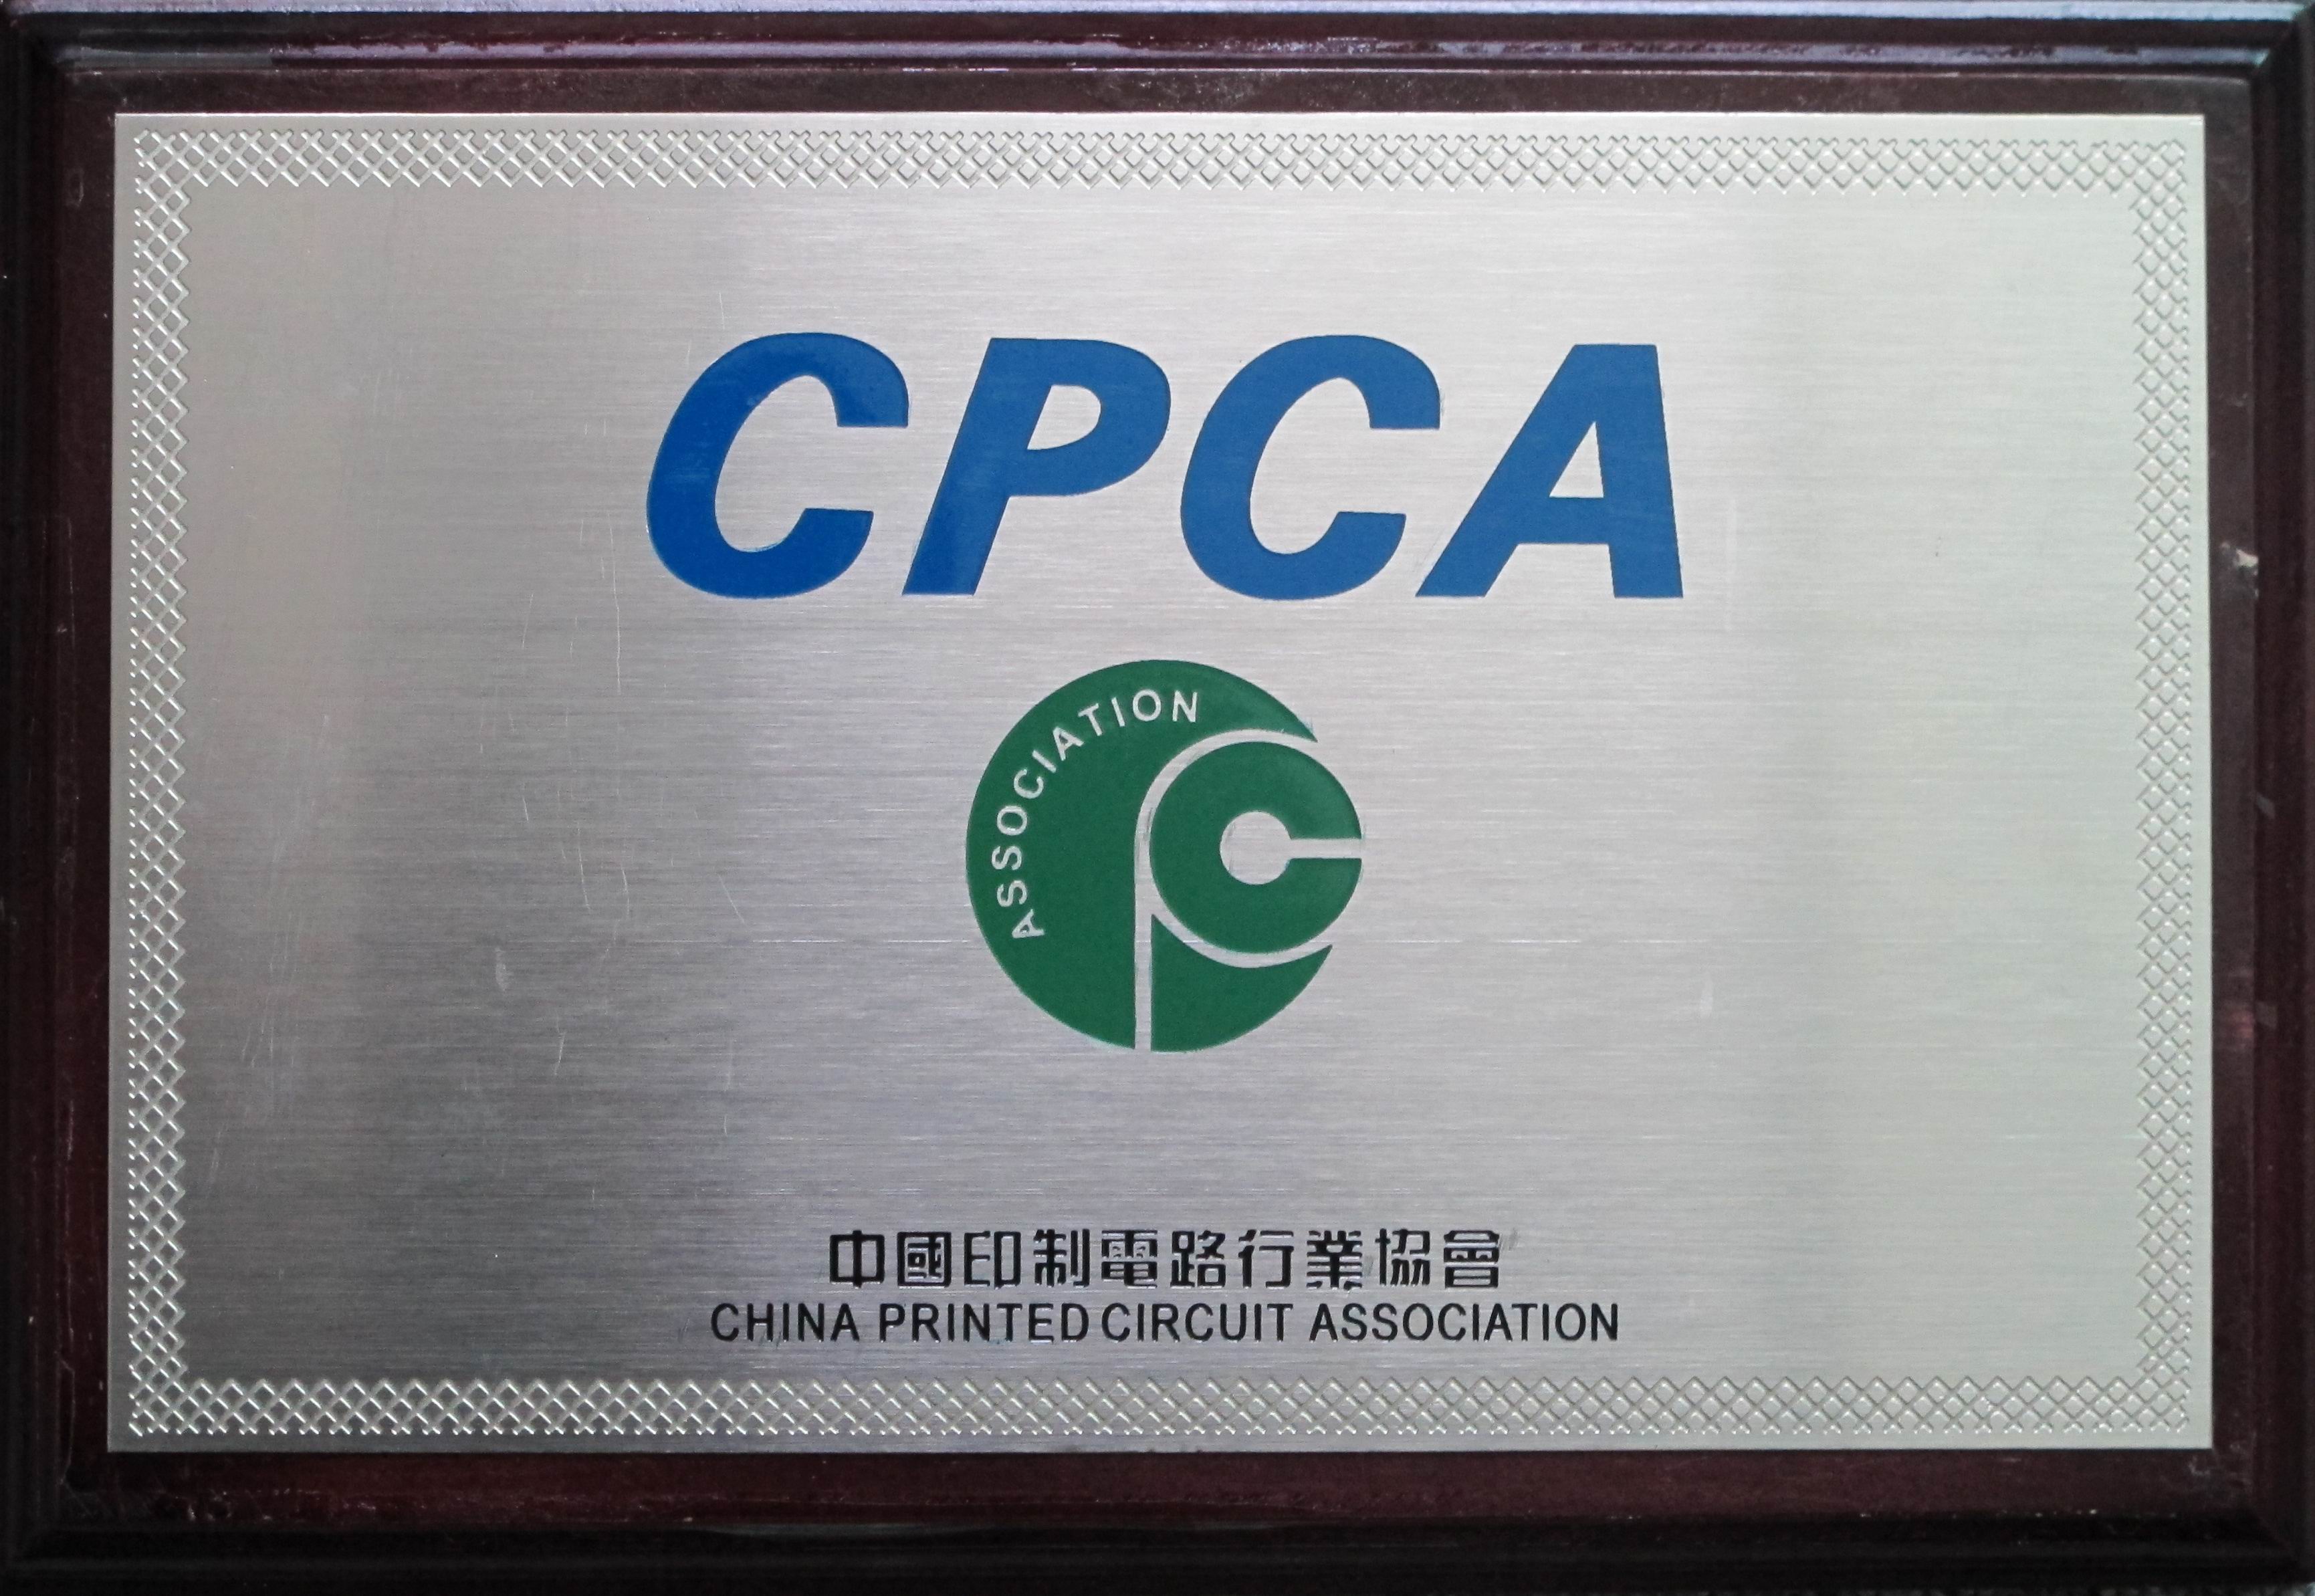 CPCA
ASSOCIATION
中國印制電路行業協會
CHINA PRINTED CIRCUIT ASSOCIATION